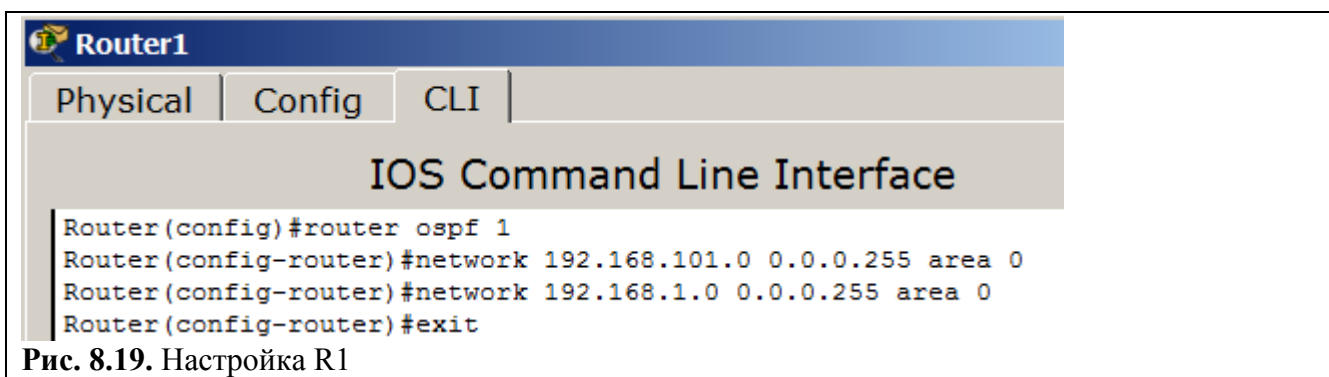 Router1
Physical Config CLI
IOS Command Line Interface
Router(config)#router ospf 1
Router(config-router)#network 192.168.101.0 0.0.0.255 area 0
Router(config-router)#network 192.168.1.0 0.0.0.255 area 0
Router(config-router)#exit
Рис. 8.19. Настройка R1